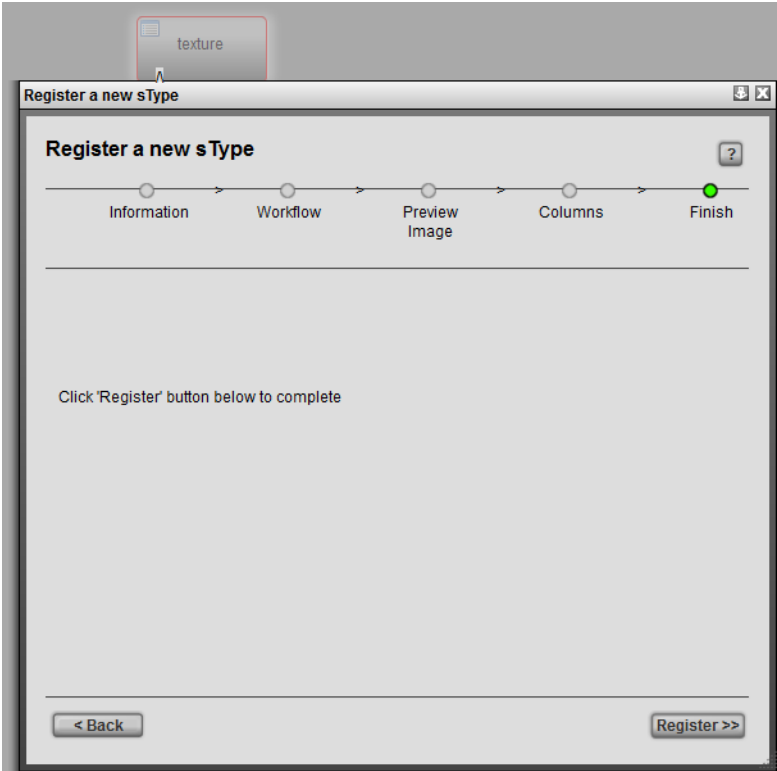 texture
Register a new sType
Register a new sType
?
Information > Workflow > Preview Image > Columns > Finish
Click 'Register' button below to complete
< Back
Register >>